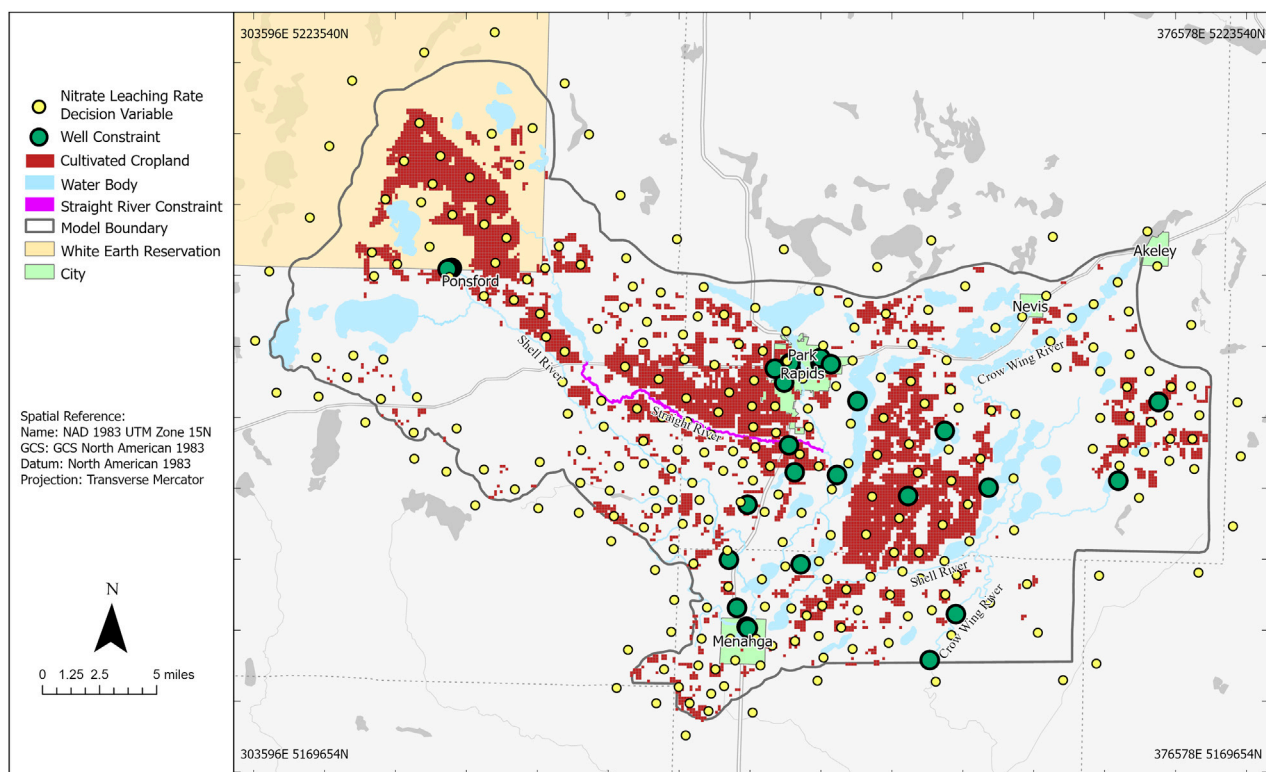 303596E 5223540N
376578E 5223540N
Nitrate Leaching Rate
Decision Variable
Well Constraint
Cultivated Cropland
Water Body
Straight River Constraint
Model Boundary
White Earth Reservation
City
Akeley
Ponsford
Nevis
Shell River
Park
Rapids
Crow Wing River
Straight River
Spatial Reference:
Name: NAD 1983 UTM Zone 15N
GCS: GCS North American 1983
Datum: North American 1983
Projection: Transverse Mercator
Shell River
N
Crow Wing River
Menahga
0 1.25 2.5 5 miles
303596E 5169654N
376578E 5169654N